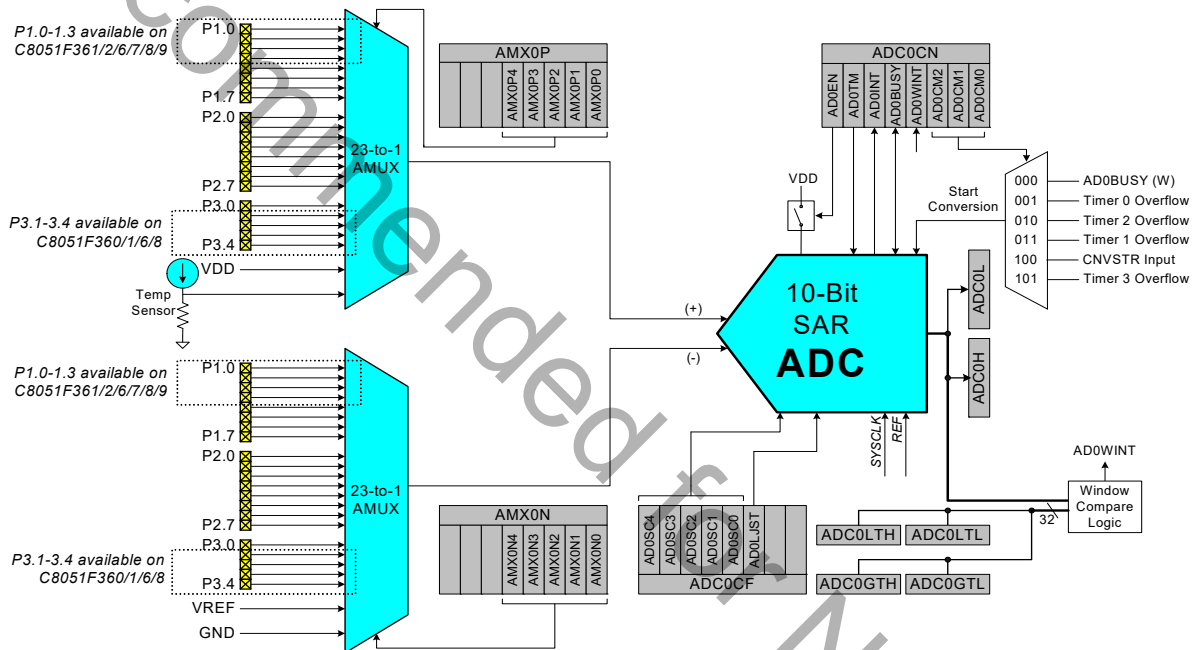 P1.0-1.3 available on
C8051F361/2/6/7/8/9
P1.0
P1.7
P2.0
P2.7
P3.0
P3.4
P3.1-3.4 available on
C8051F360/1/6/8
VDD
Temp
Sensor
23-to-1
AMUX
AMX0P
AMX0P4
AMX0P3
AMX0P2
AMX0P1
AMX0P0
ADC0CN
AD0EN
AD0TM
AD0INT
AD0BUSY
AD0WINT
AD0CM2
AD0CM1
AD0CM0
VDD
Start
Conversion
000
001
010
011
100
101
AD0BUSY (W)
Timer 0 Overflow
Timer 2 Overflow
Timer 1 Overflow
CNVSTR Input
Timer 3 Overflow
(+)
(-)
10-Bit
SAR
ADC
ADC0L
ADC0H
SYSCLK
REF
P1.0-1.3 available on
C8051F361/2/6/7/8/9
P1.0
P1.7
P2.0
P2.7
P3.0
P3.4
P3.1-3.4 available on
C8051F360/1/6/8
VREF
GND
23-to-1
AMUX
AMX0N
AMX0N4
AMX0N3
AMX0N2
AMX0N1
AMX0N0
AD0SC4
AD0SC3
AD0SC2
AD0SC1
AD0SC0
AD0LJST
ADC0CF
AD0WINT
Window
Compare
Logic
32
ADC0LTH
ADC0LTL
ADC0GTH
ADC0GTL
commended for N